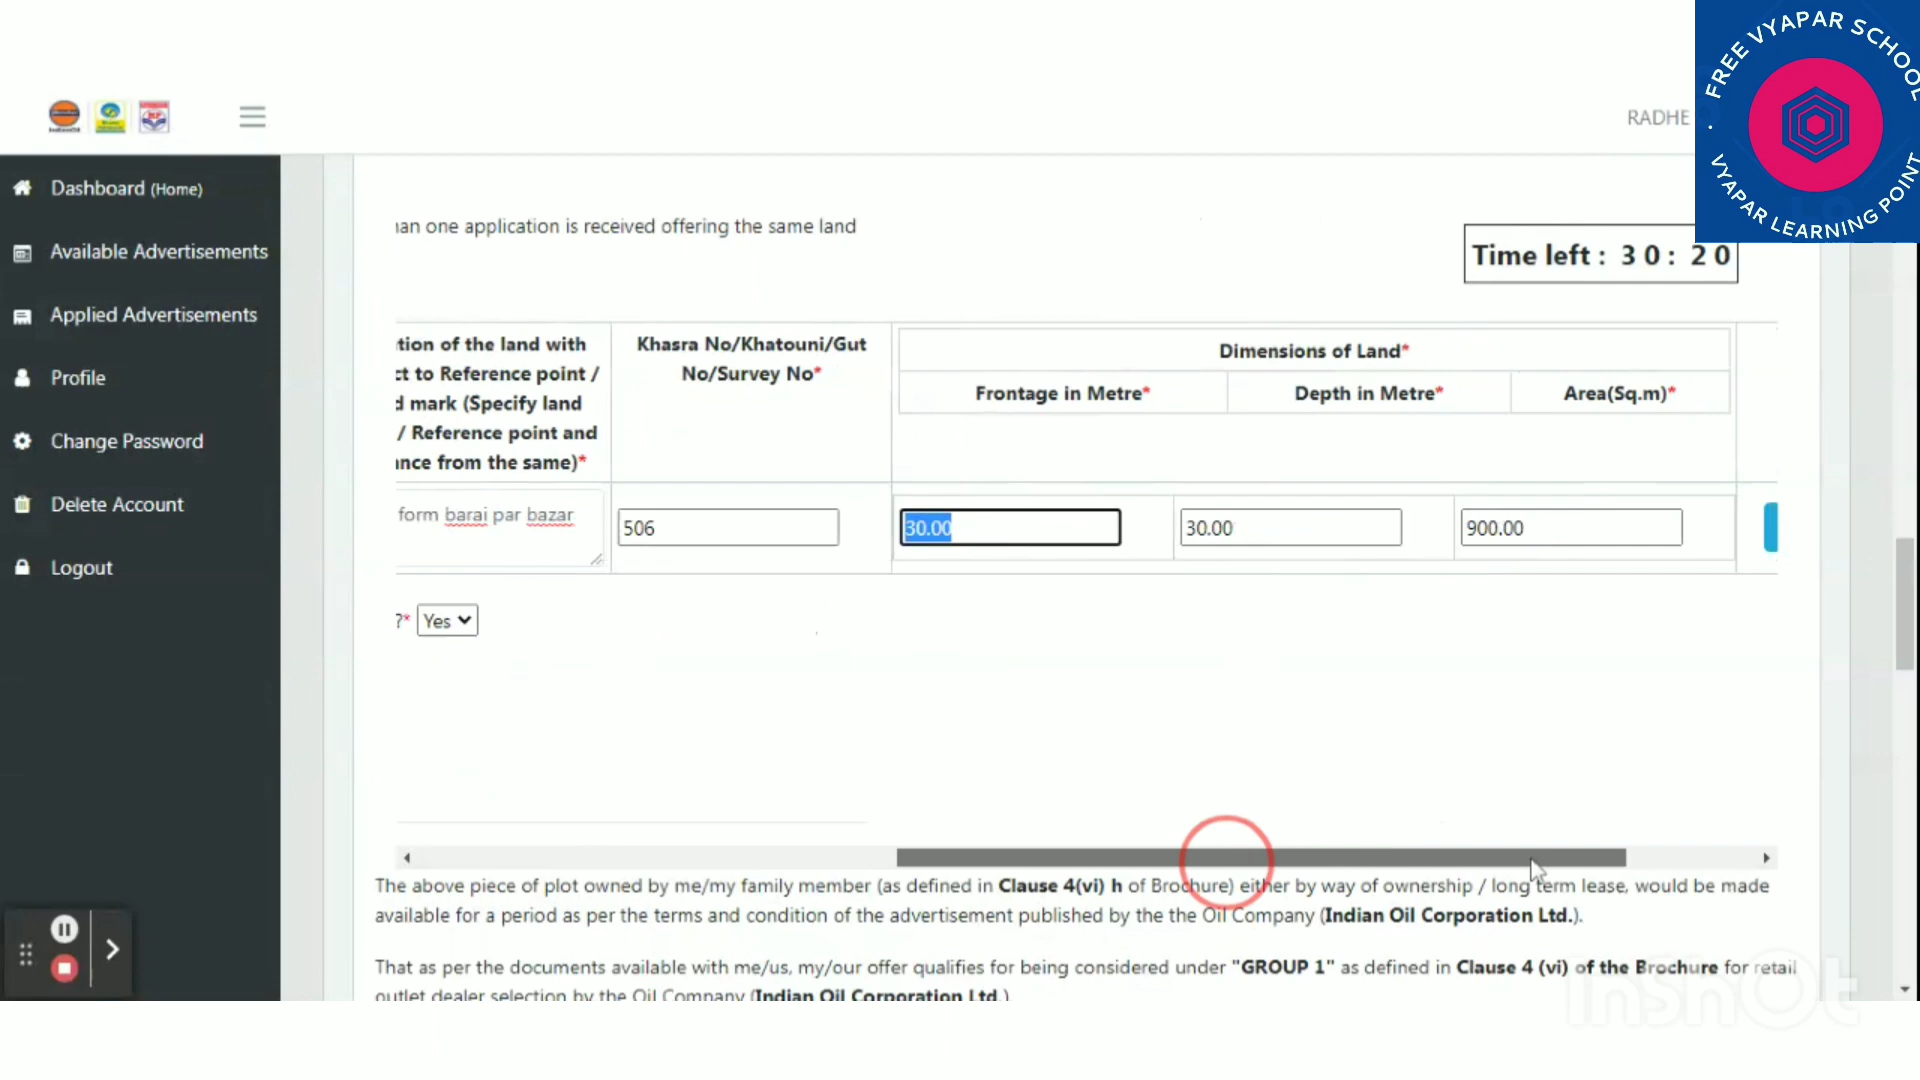 FREE VYAPAR SCHOOL
VYAPAR LEARNING POINT
RADHE
Dashboard (Home)
Available Advertisements
Applied Advertisements
Profile
Change Password
Delete Account
Logout
an one application is received offering the same land
Time left : 3 0 : 2 0
tion of the land with
ct to Reference point /
d mark (Specify land
/ Reference point and
ance from the same)*
Khasra No/Khatouni/Gut
No/Survey No*
Dimensions of Land*
Frontage in Metre*
Depth in Metre*
Area(Sq.m)*
form barai par bazar
506
30.00
30.00
900.00
?* Yes
The above piece of plot owned by me/my family member (as defined in Clause 4(vi) h of Brochure) either by way of ownership / long term lease, would be made
available for a period as per the terms and condition of the advertisement published by the the Oil Company (Indian Oil Corporation Ltd.).
That as per the documents available with me/us, my/our offer qualifies for being considered under "GROUP 1" as defined in Clause 4 (vi) of the Brochure for retail
outlet dealer selection by the Oil Company (Indian Oil Corporation Ltd.).
InShOt